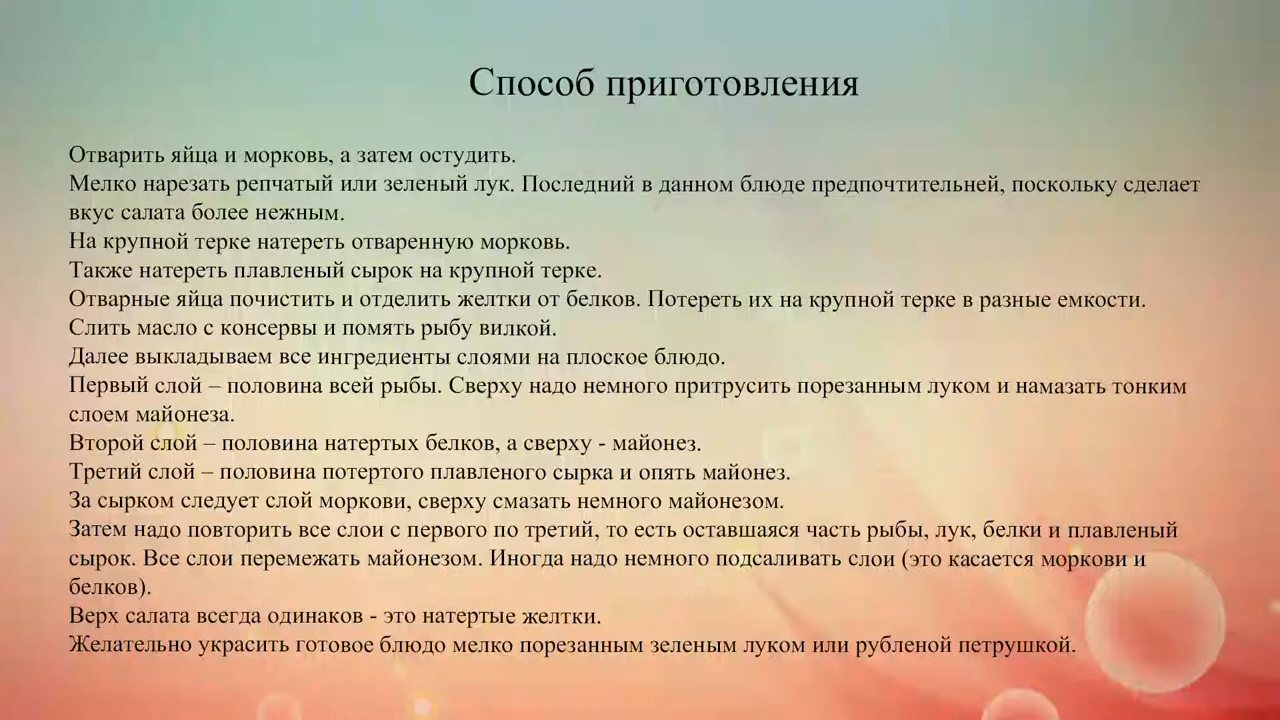 Способ приготовления
Отварить яйца и морковь, а затем остудить.
Мелко нарезать репчатый или зеленый лук. Последний в данном блюде предпочтительней, поскольку сделает
вкус салата более нежным.
На крупной терке натереть отваренную морковь.
Также натереть плавленый сырок на крупной терке.
Отварные яйца почистить и отделить желтки от белков. Потереть их на крупной терке в разные емкости.
Слить масло с консервы и помять рыбу вилкой.
Далее выкладываем все ингредиенты слоями на плоское блюдо.
Первый слой – половина всей рыбы. Сверху надо немного притрусить порезанным луком и намазать тонким
слоем майонеза.
Второй слой – половина натертых белков, а сверху - майонез.
Третий слой – половина потертого плавленого сырка и опять майонез.
За сырком следует слой моркови, сверху смазать немного майонезом.
Затем надо повторить все слои с первого по третий, то есть оставшаяся часть рыбы, лук, белки и плавленый
сырок. Все слои перемежать майонезом. Иногда надо немного подсаливать слои (это касается моркови и
белков).
Верх салата всегда одинаков - это натертые желтки.
Желательно украсить готовое блюдо мелко порезанным зеленым луком или рубленой петрушкой.